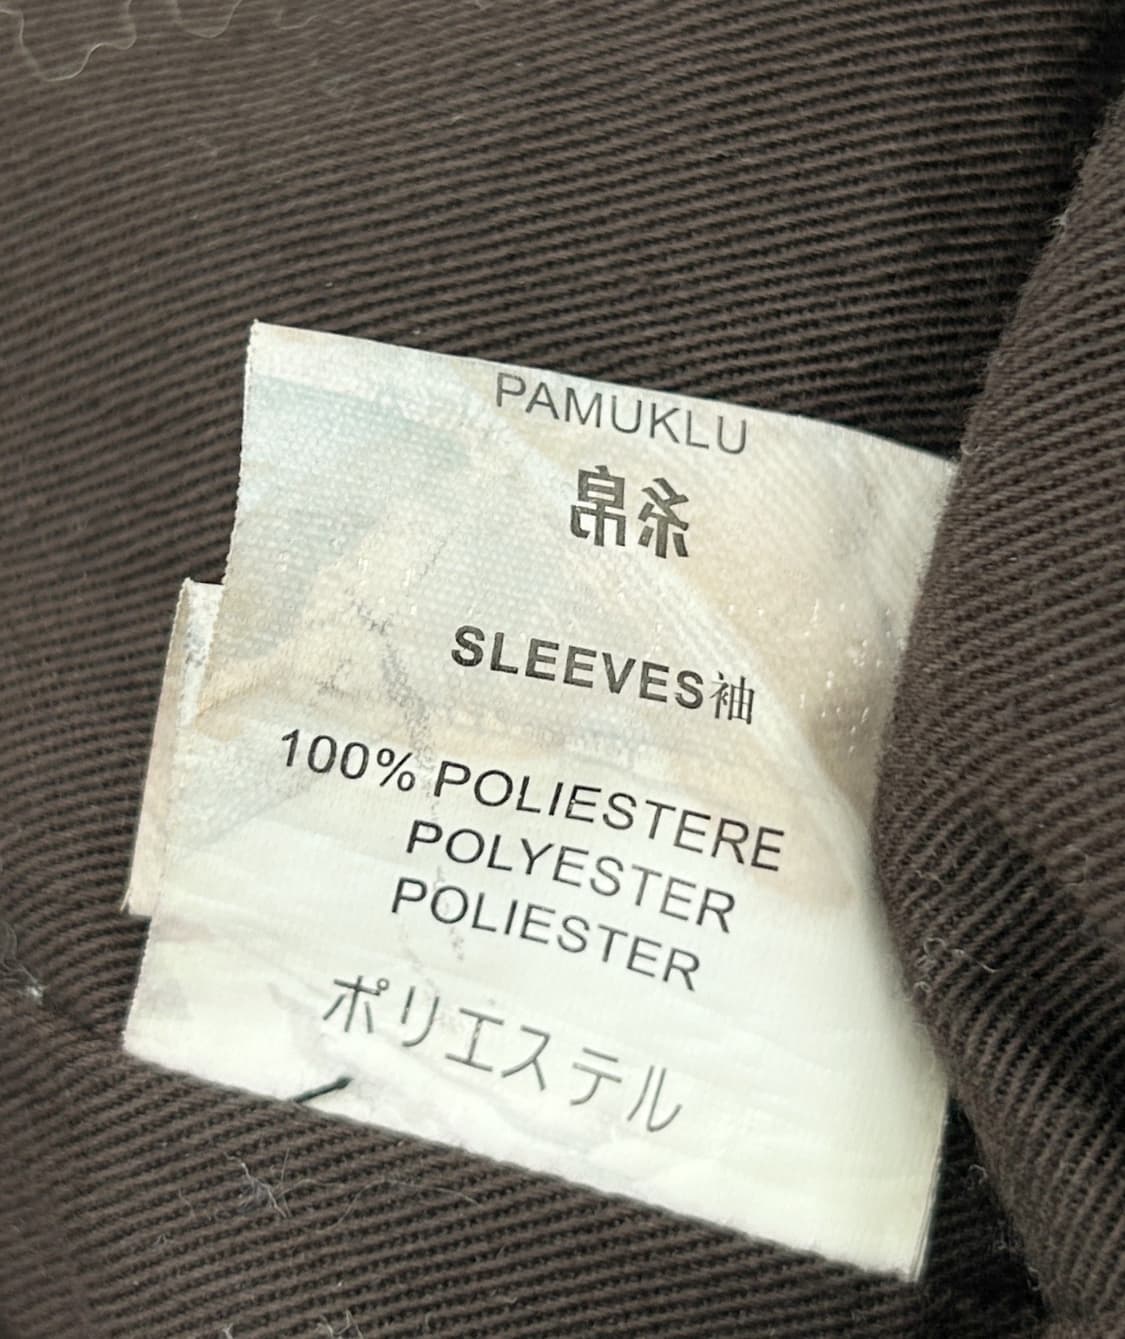 PAMUKLU
綿糸
SLEEVES袖
100% POLIESTERE
POLYESTER
POLIESTER
ポリエステル